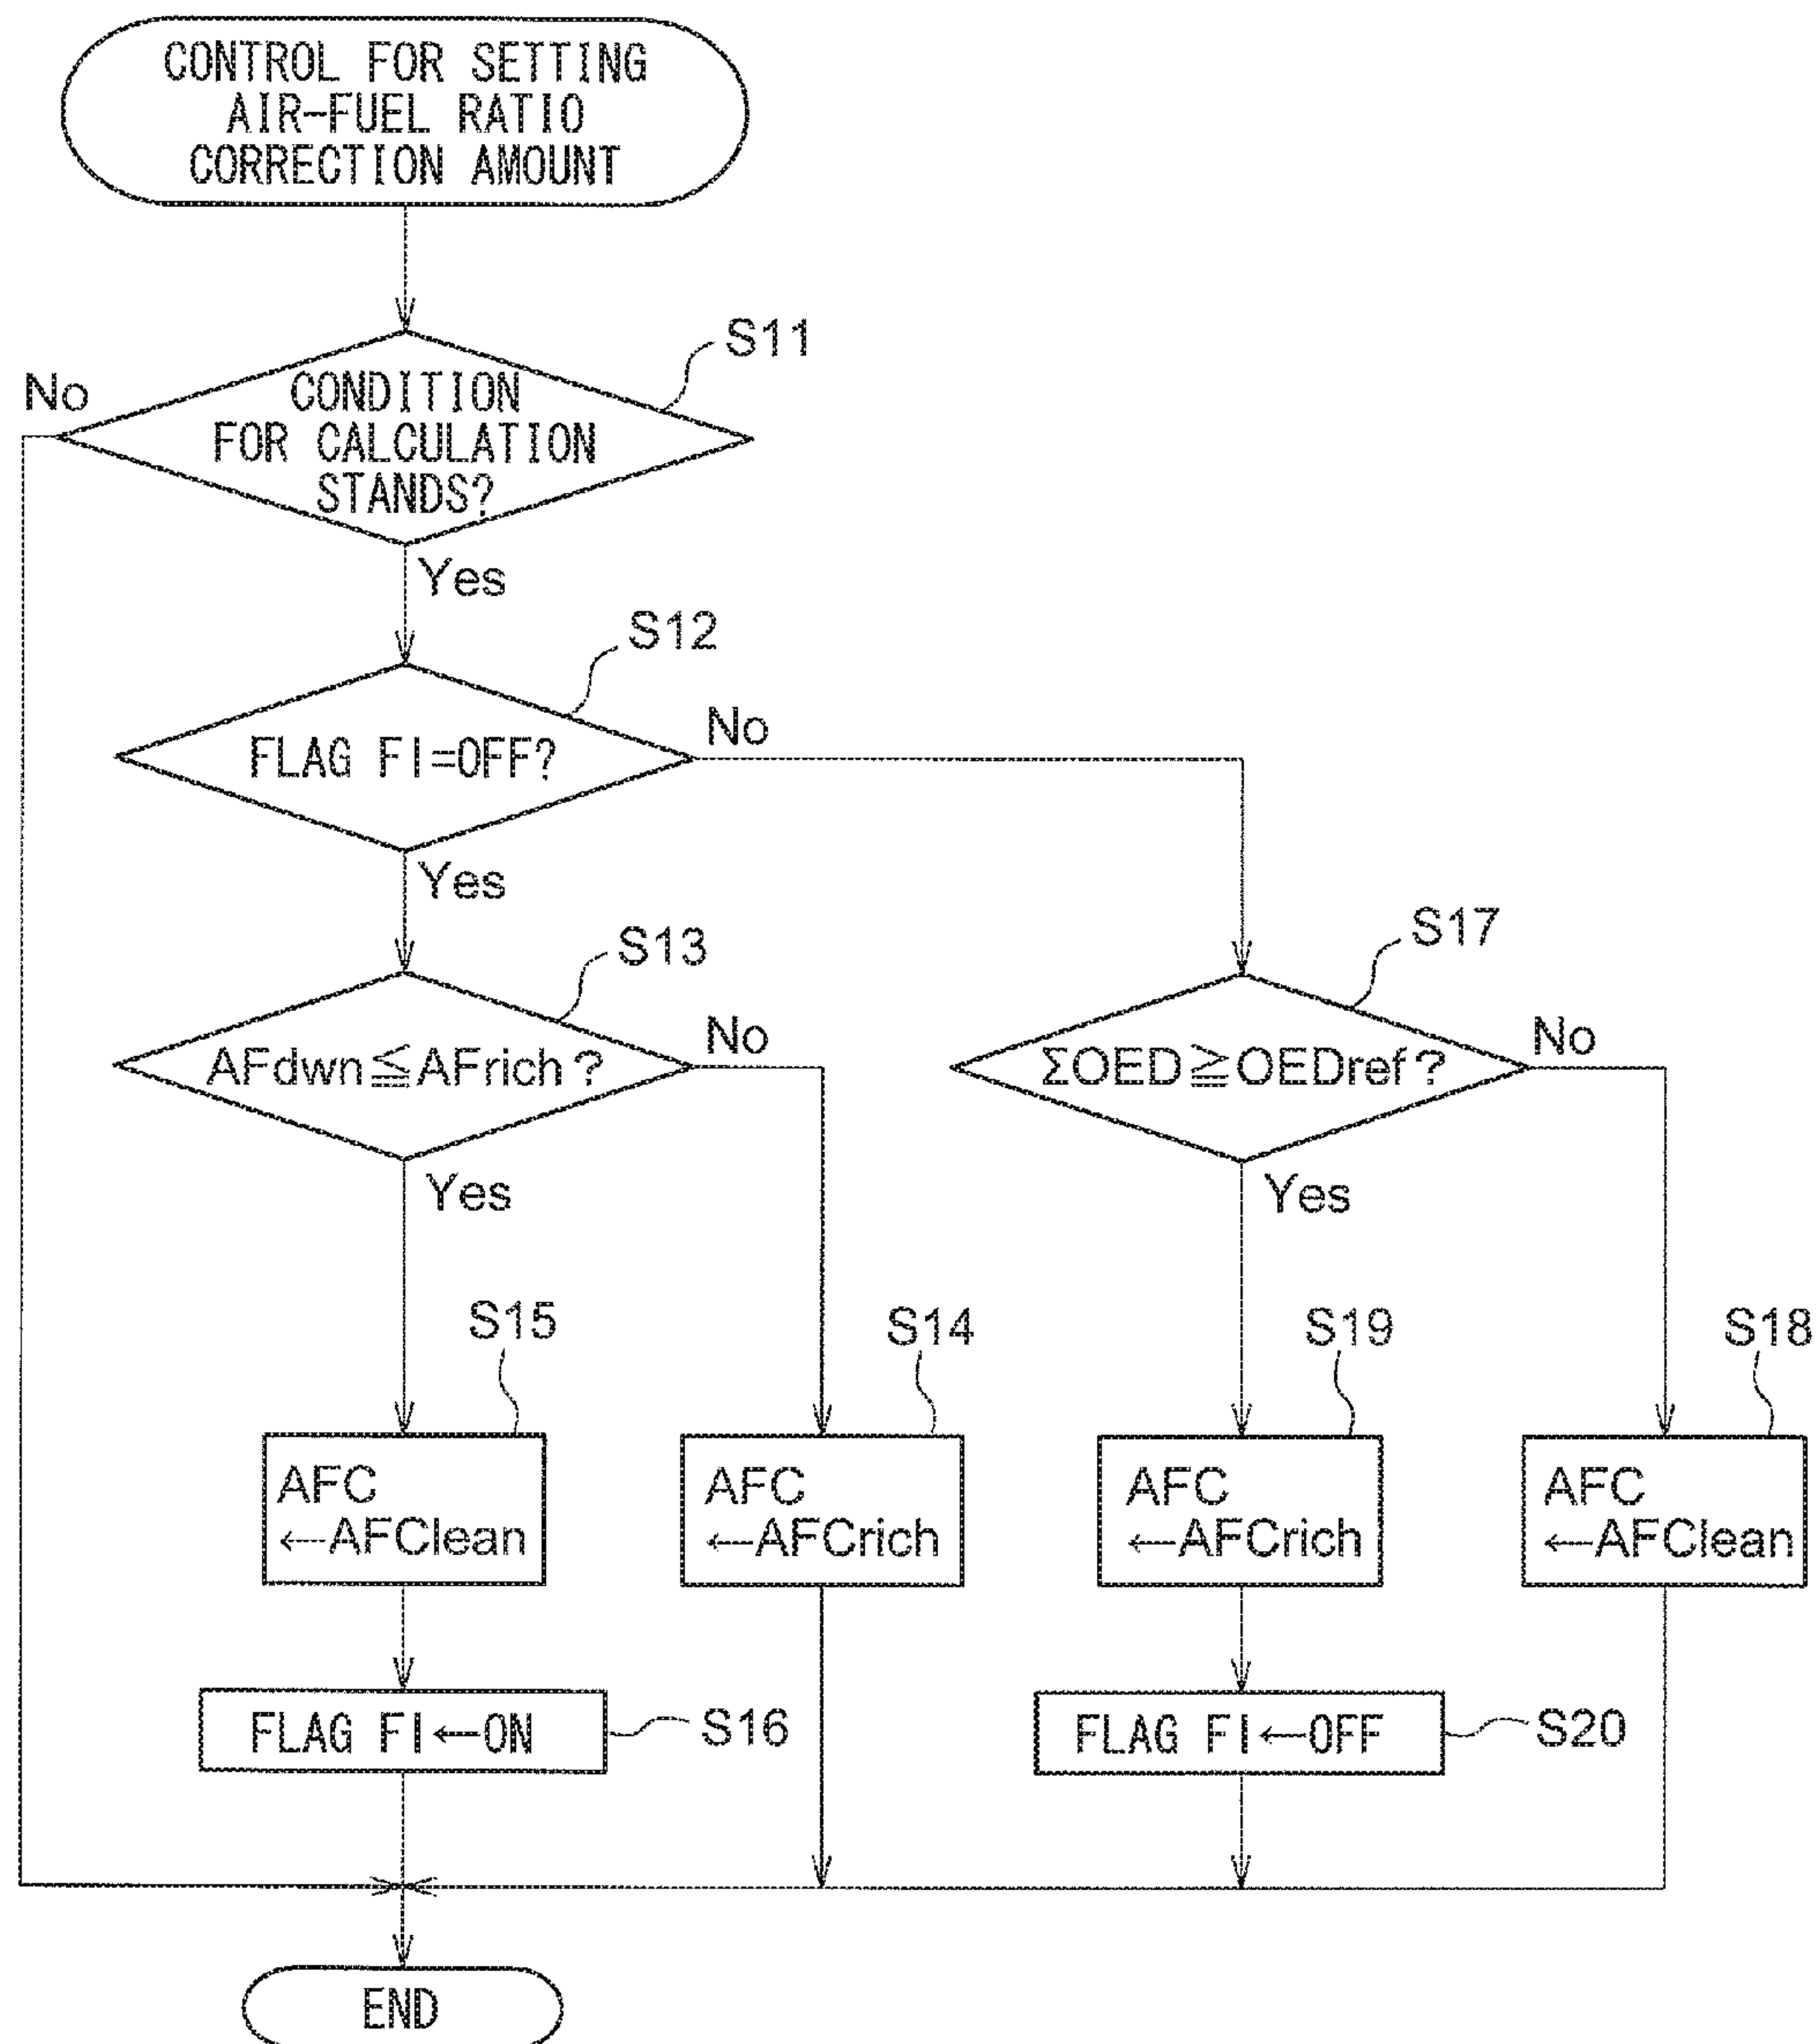 CONTROL FOR SETTING
AIR-FUEL RATIO
CORRECTION AMOUNT
S11
No
CONDITION
FOR CALCULATION
STANDS?
Yes
S12
FLAG FI=OFF?
No
Yes
S13
S17
AFdwn≦AFrich?
No
ΣOED≧OEDref?
No
Yes
Yes
S15
S14
S19
S18
AFC
←AFClean
AFC
←AFCrich
AFC
←AFCrich
AFC
←AFClean
FLAG FI←ON
S16
FLAG FI←OFF
S20
END